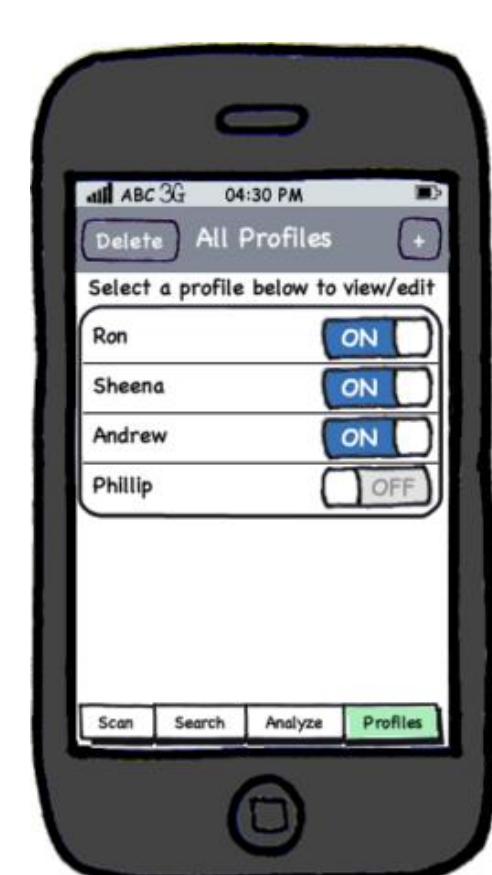 ABC 3G 04:30 PM
Delete All Profiles +
Select a profile below to view/edit
Ron ON
Sheena ON
Andrew ON
Phillip OFF
Scan Search Analyze Profiles